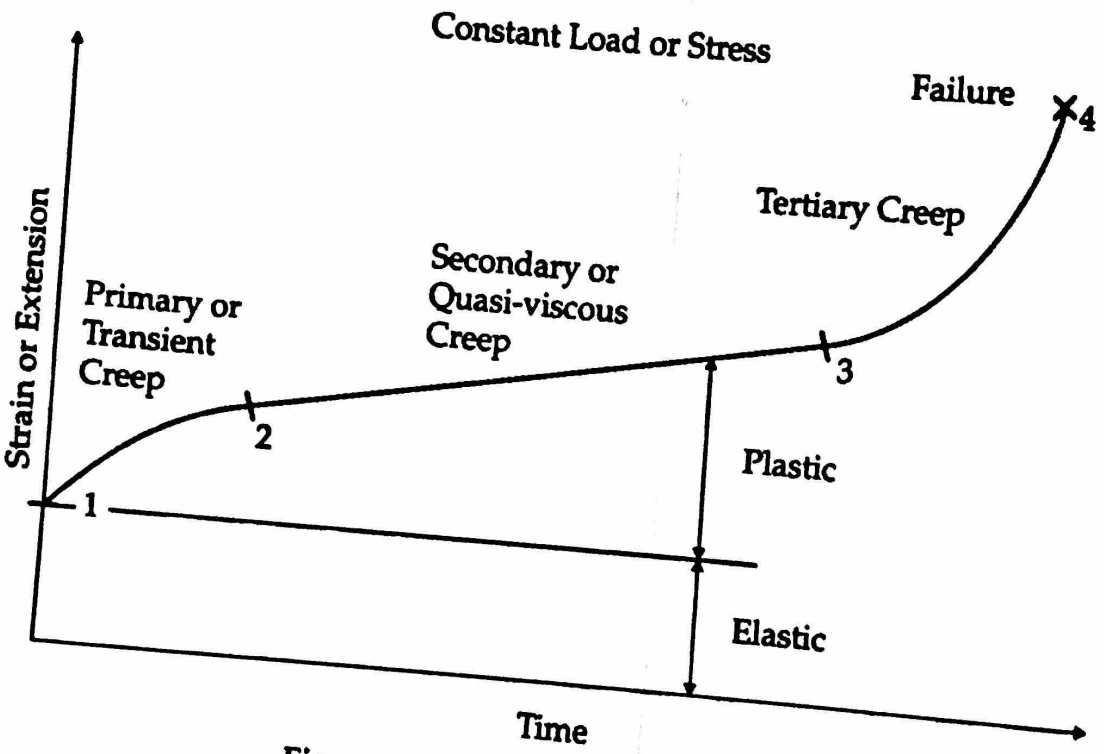 Constant Load or Stress
Failure
4
Tertiary Creep
Strain or Extension
Primary or
Transient
Creep
Secondary or
Quasi-viscous
Creep
3
2
Plastic
1
Elastic
Time